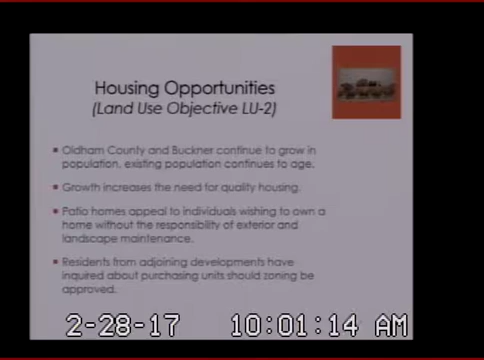 Housing Opportunities
(Land Use Objective LU-2)
Oldham County and Buckner continue to grow in
population, existing population continues to age.
Growth increases the need for quality housing.
Patio homes appeal to individuals wishing to own a
home without the responsibility of exterior and
landscape maintenance.
Residents from adjoining developments have
inquired about purchasing units should zoning be
approved.
2-28-17 10:01:14 AM